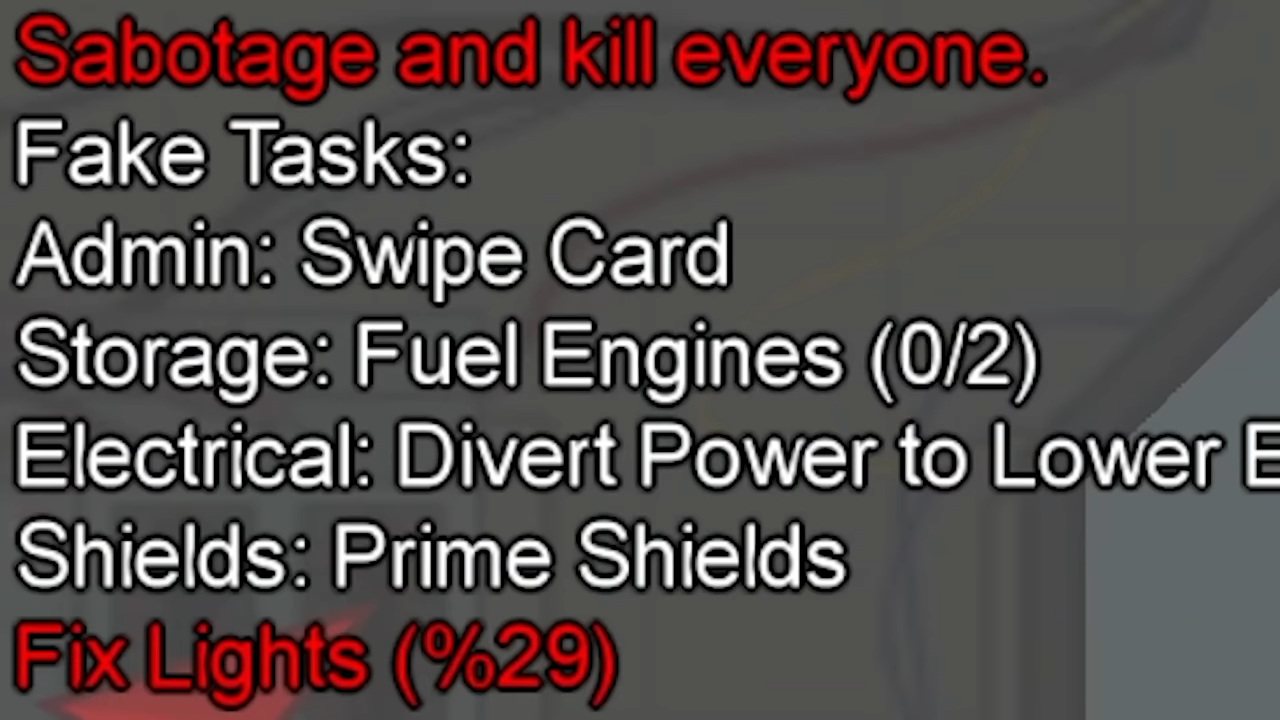 Sabotage and kill everyone.
Fake Tasks:
Admin: Swipe Card
Storage: Fuel Engines (0/2)
Electrical: Divert Power to Lower E
Shields: Prime Shields
Fix Lights (%29)